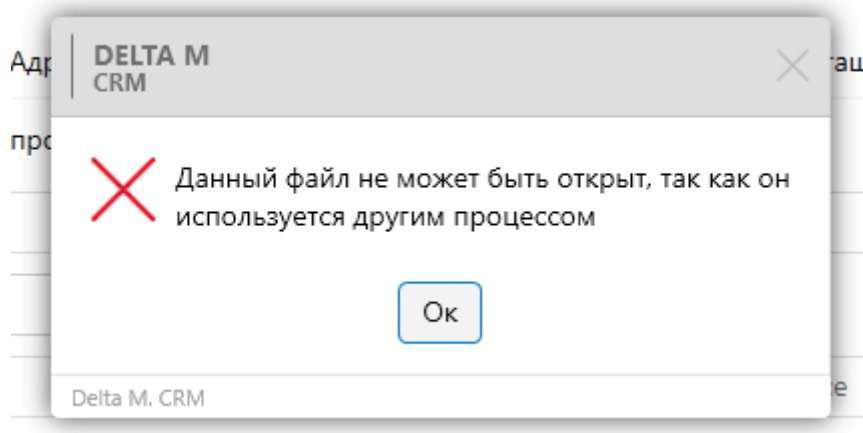 DELTA M
CRM
Данный файл не может быть открыт, так как он
используется другим процессом
Ок
Delta M. CRM